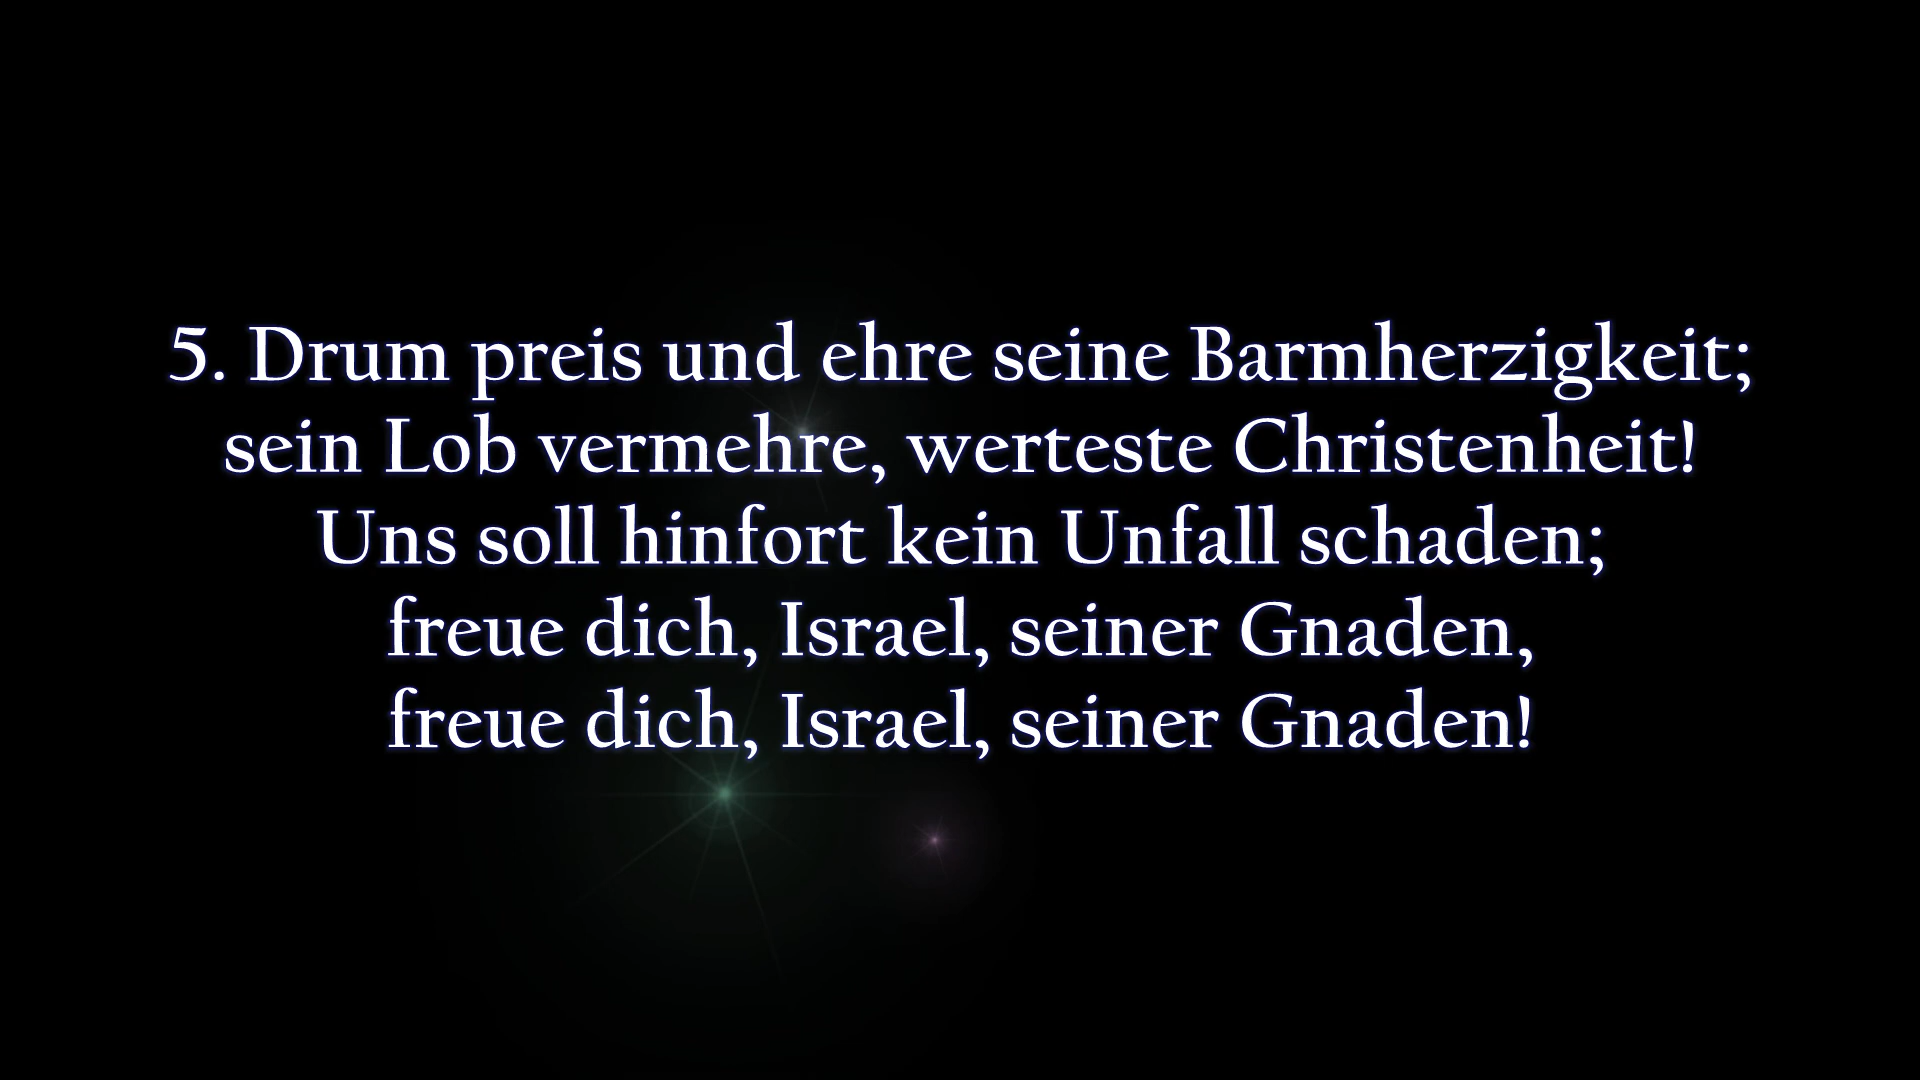 5. Drum preis und ehre seine Barmherzigkeit;
sein Lob vermehre, werteste Christenheit!
Uns soll hinfort kein Unfall schaden;
freue dich, Israel, seiner Gnaden,
freue dich, Israel, seiner Gnaden!